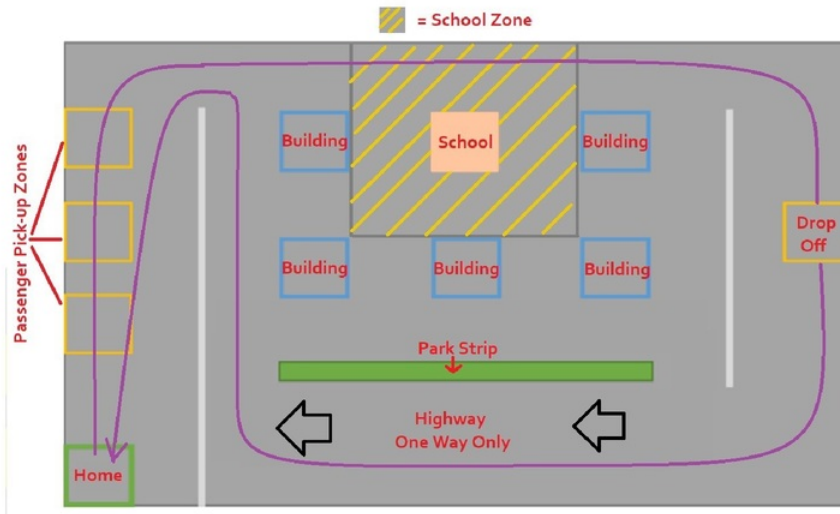 = School Zone
Passenger Pick-up Zones
Building
School
Building
Drop
Off
Building
Building
Building
Park Strip
Highway
One Way Only
Home